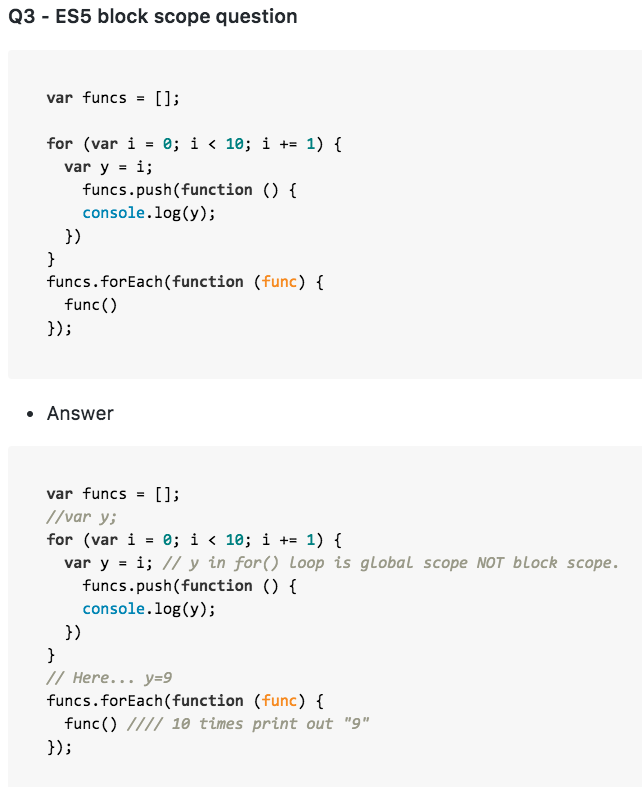 Q3 - ES5 block scope question
var funcs = [];
for (var i = 0; i < 10; i += 1) {
  var y = i;
    funcs.push(function () {
    console.log(y);
  })
}
funcs.forEach(function (func) {
  func()
});
• Answer
var funcs = [];
//var y;
for (var i = 0; i < 10; i += 1) {
  var y = i; // y in for() loop is global scope NOT block scope.
    funcs.push(function () {
    console.log(y);
  })
}
// Here... y=9
funcs.forEach(function (func) {
  func() //// 10 times print out "9"
});